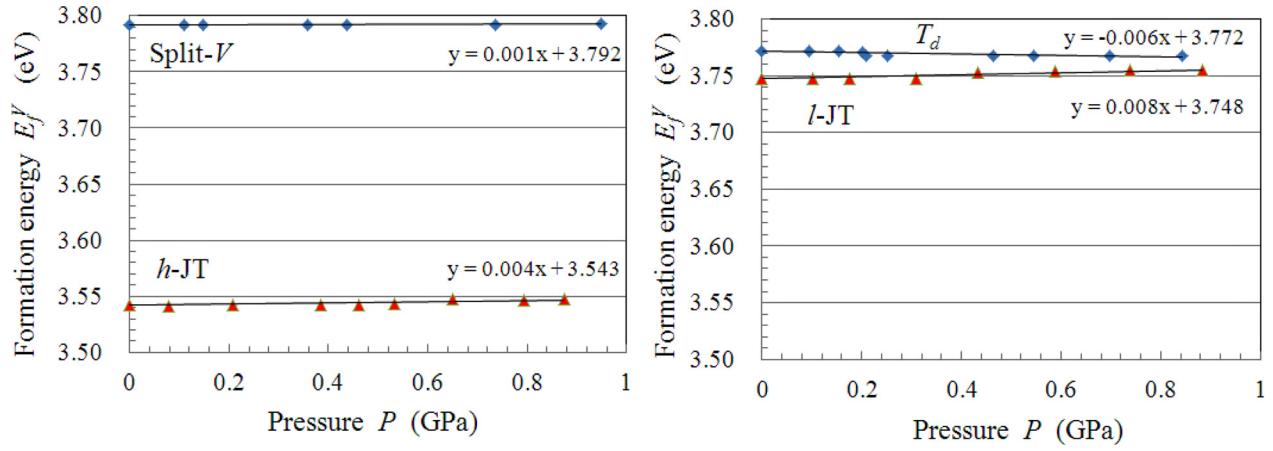 3.80
3.75
3.70
3.65
3.60
3.55
3.50
Formation energy E_f^V (eV)
Split-V
y = 0.001x + 3.792
h-JT
y = 0.004x + 3.543
0 0.2 0.4 0.6 0.8 1
Pressure P (GPa)
3.80
3.75
3.70
3.65
3.60
3.55
3.50
Formation energy E_f^V (eV)
T_d
y = -0.006x + 3.772
l-JT
y = 0.008x + 3.748
0 0.2 0.4 0.6 0.8 1
Pressure P (GPa)